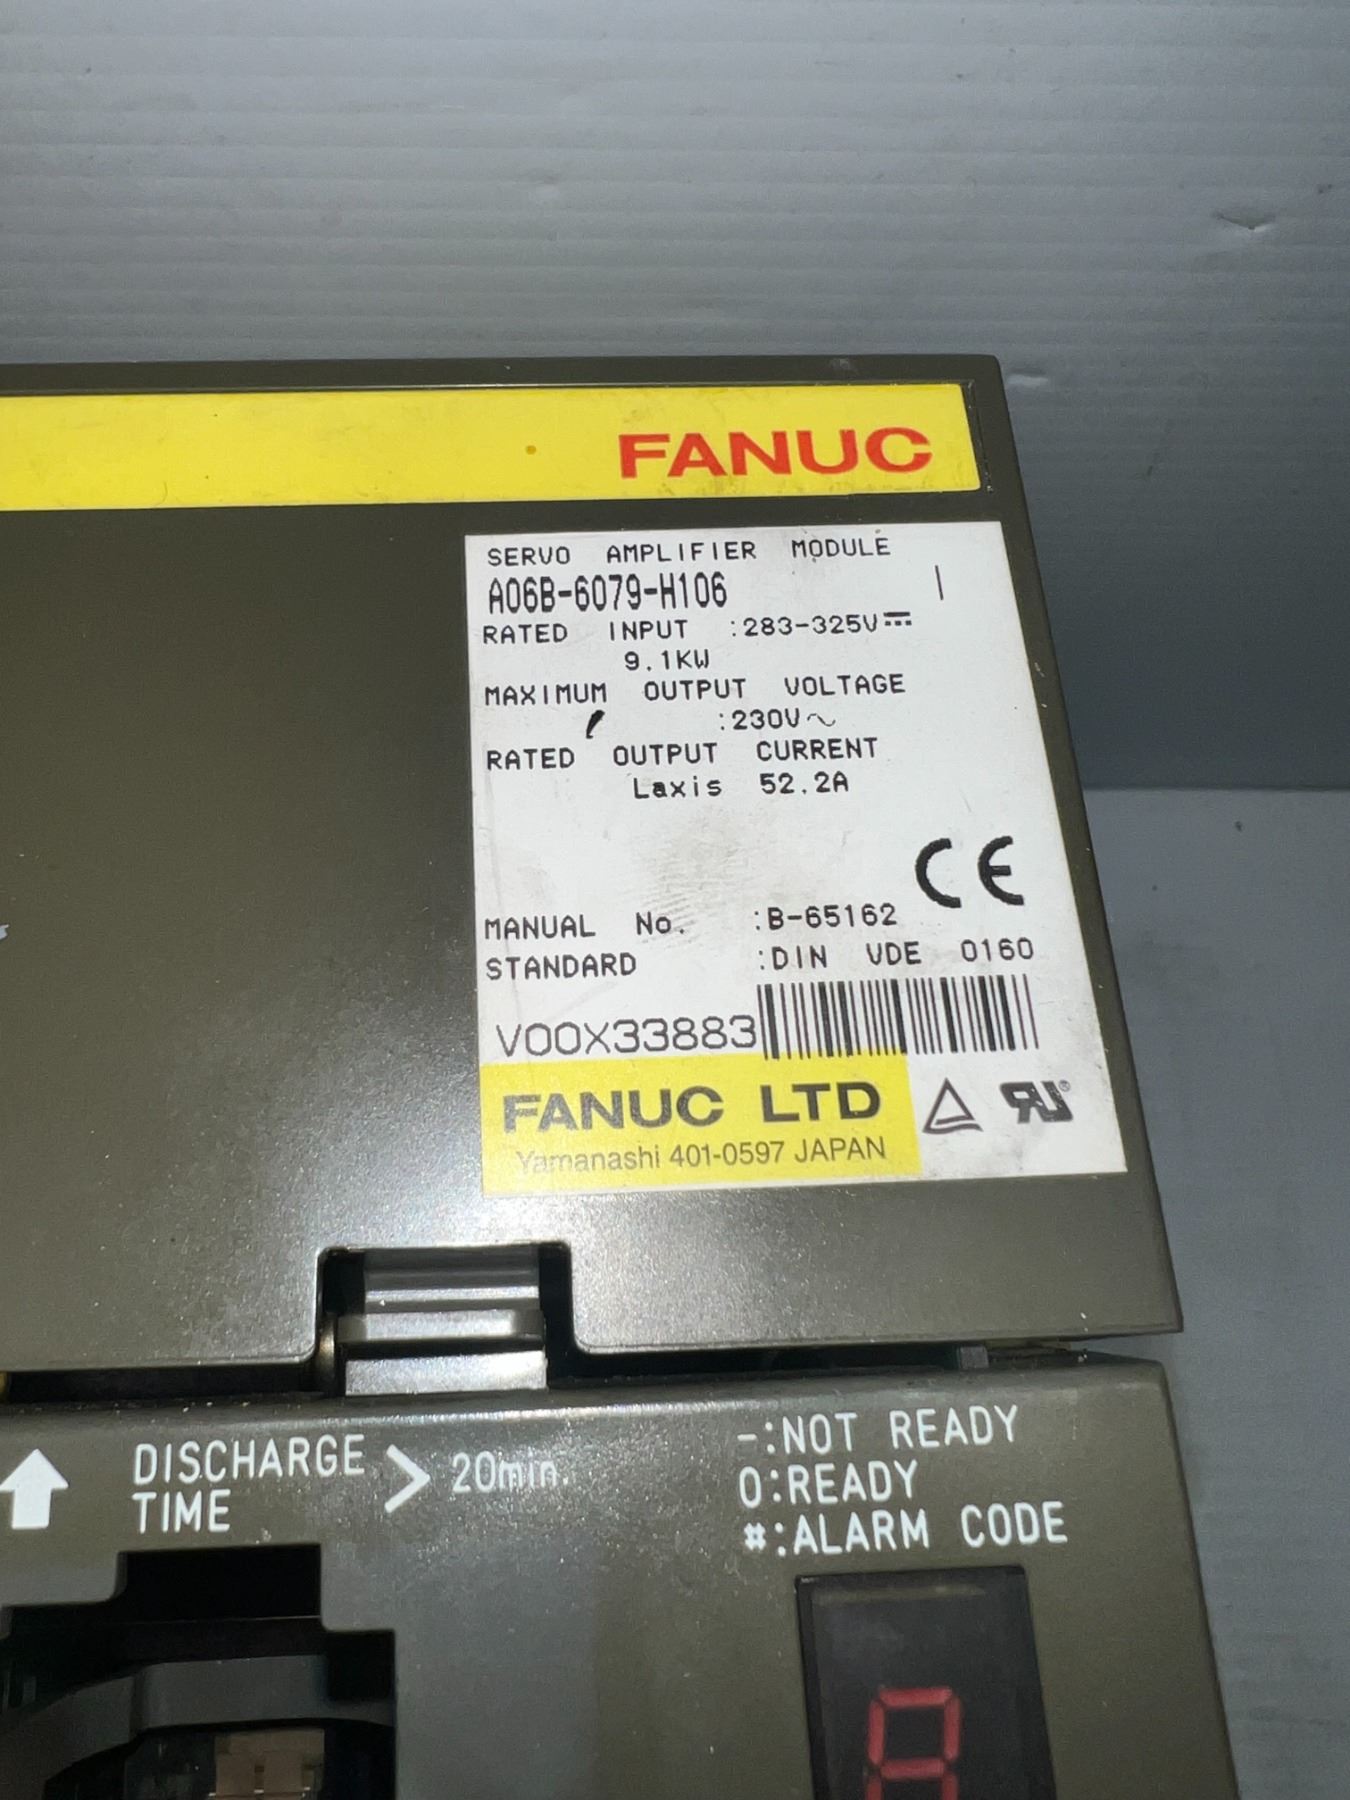 FANUC
SERVO AMPLIFIER MODULE
A06B-6079-H106
RATED INPUT :283-325V⎓
9.1KW
MAXIMUM OUTPUT VOLTAGE
:230V~
RATED OUTPUT CURRENT
Laxis 52.2A
CE
MANUAL No. :B-65162
STANDARD :DIN VDE 0160
V00X33883
FANUC LTD
Yamanashi 401-0597 JAPAN
DISCHARGE > 20min.
TIME
-:NOT READY
0:READY
#:ALARM CODE